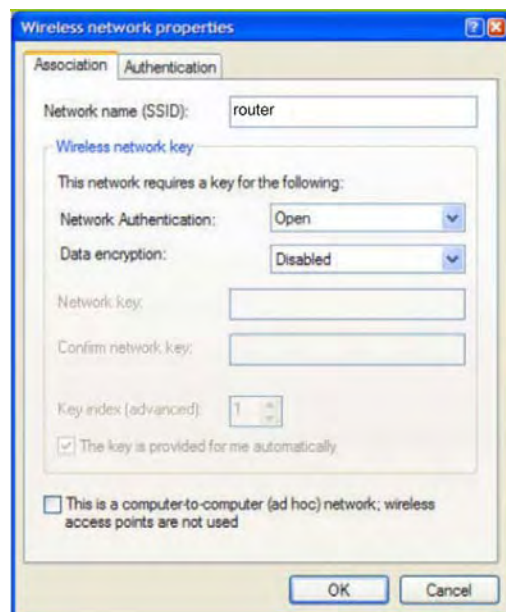 Wireless network properties
Association Authentication
Network name (SSID): router
Wireless network key
This network requires a key for the following:
Network Authentication: Open
Data encryption: Disabled
Network key:
Confirm network key:
Key index (advanced): 1
The key is provided for me automatically
This is a computer-to-computer (ad hoc) network; wireless
access points are not used
OK Cancel